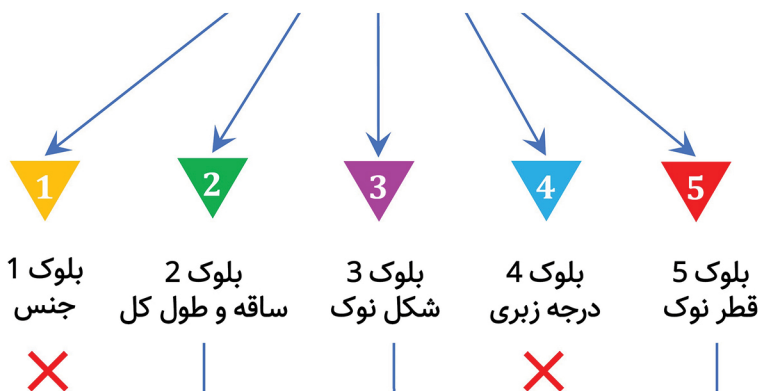 1
2
3
4
5
بلوک 1
جنس
بلوک 2
ساقه و طول کل
بلوک 3
شکل نوک
بلوک 4
درجه زبری
بلوک 5
قطر نوک